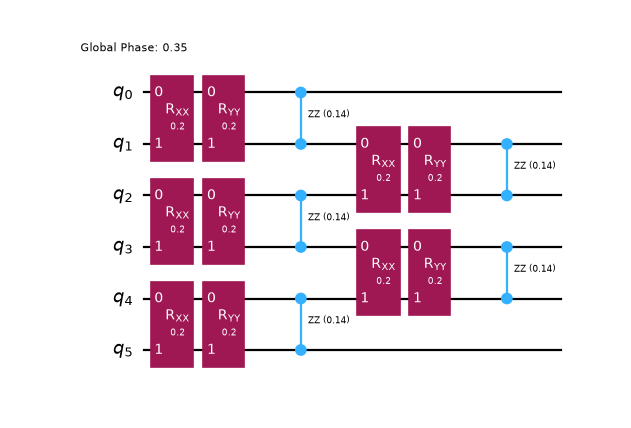 Global Phase: 0.35
q0 0 RXX 0.2 1 0 RYY 0.2 1 ZZ (0.14)
q1 0 RXX 0.2 1 0 RYY 0.2 1 ZZ (0.14)
q2 0 RXX 0.2 1 0 RYY 0.2 1 ZZ (0.14)
q3 0 RXX 0.2 1 0 RYY 0.2 1 ZZ (0.14)
q4 0 RXX 0.2 1 0 RYY 0.2 1 ZZ (0.14)
q5